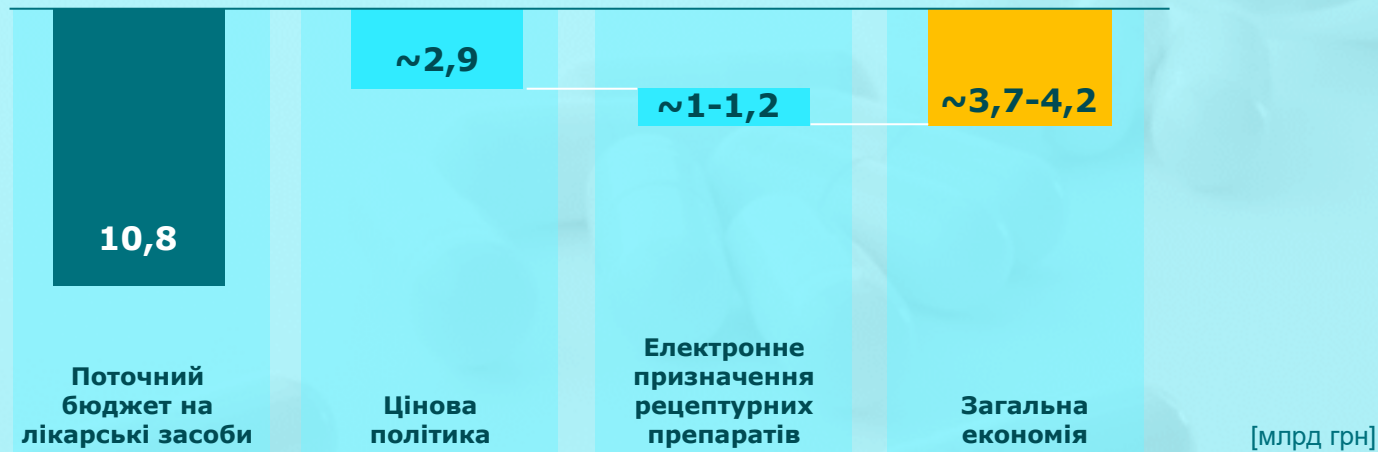 ~2,9
~1-1,2
~3,7-4,2
10,8
Поточний
бюджет на
лікарські засоби
Цінова
політика
Електронне
призначення
рецептурних
препаратів
Загальна
економія
[млрд грн]